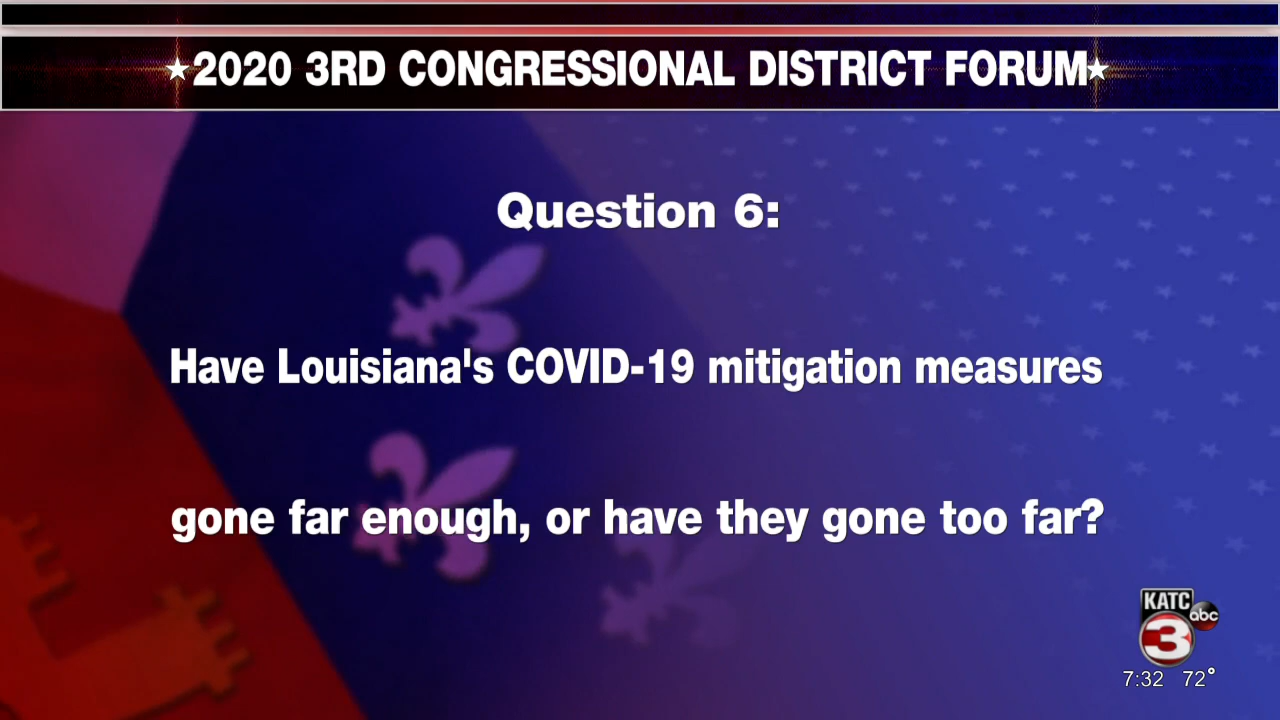 ★2020 3RD CONGRESSIONAL DISTRICT FORUM★
Question 6:
Have Louisiana's COVID-19 mitigation measures
gone far enough, or have they gone too far?
KATC
abc
3
7:32 72°